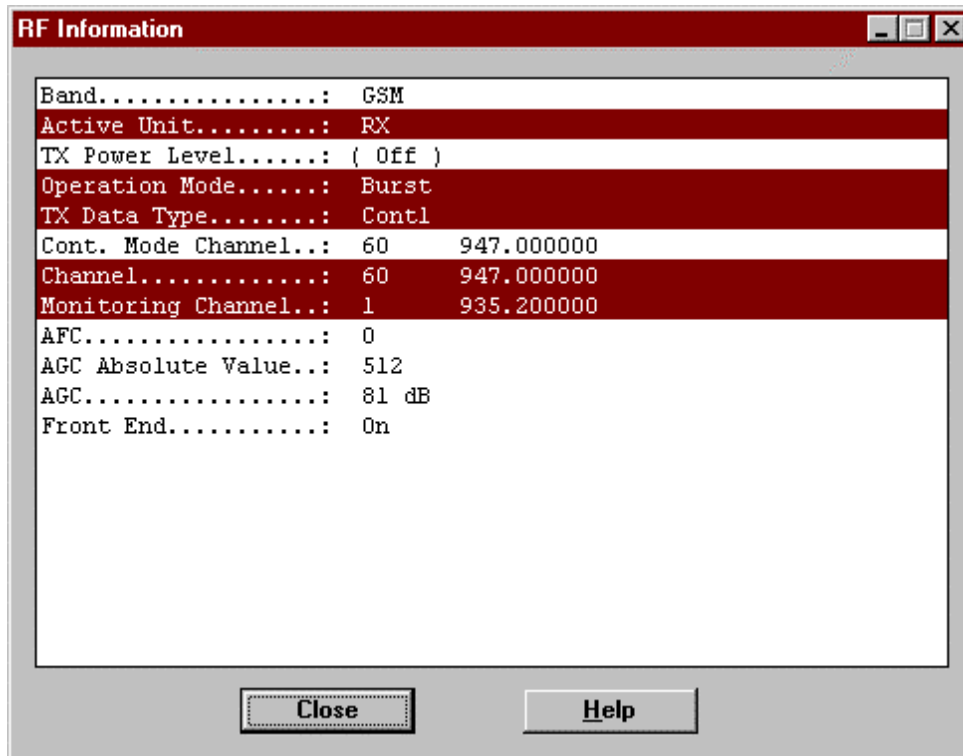 RF Information
Band.................: GSM
Active Unit.........: RX
TX Power Level......: ( Off )
Operation Mode......: Burst
TX Data Type........: Cont1
Cont. Mode Channel..: 60 947.000000
Channel.............: 60 947.000000
Monitoring Channel..: 1 935.200000
AFC.................: 0
AGC Absolute Value..: 512
AGC.................: 81 dB
Front End...........: On
Close
Help